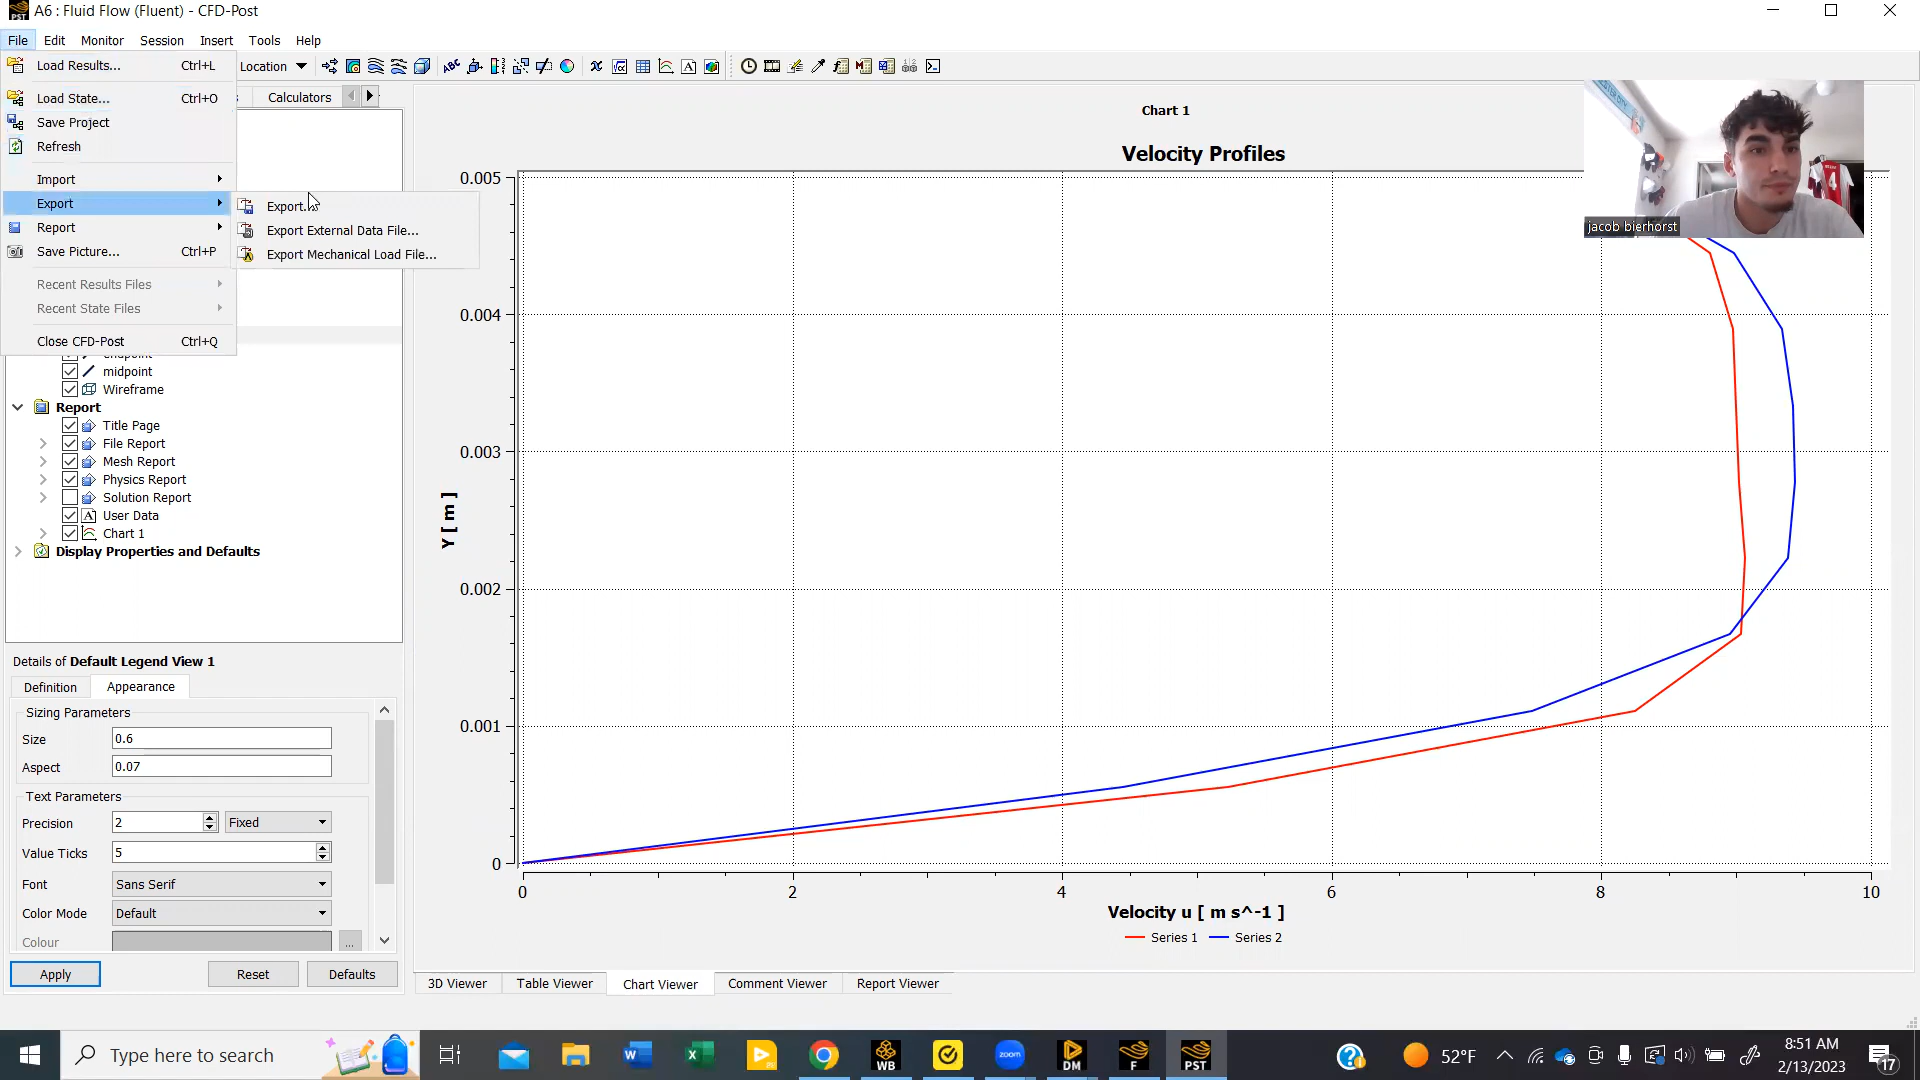 A6 : Fluid Flow (Fluent) - CFD-Post
File Edit Monitor Session Insert Tools Help
Load Results... Ctrl+L
Location
Load State... Ctrl+O
Calculators
Save Project
Refresh
Import
Export
Export...
Report
Export External Data File...
Save Picture... Ctrl+P
Export Mechanical Load File...
Recent Results Files
Recent State Files
Close CFD-Post Ctrl+Q
midpoint
Wireframe
Report
Title Page
File Report
Mesh Report
Physics Report
Solution Report
User Data
Chart 1
Display Properties and Defaults
Details of Default Legend View 1
Definition Appearance
Sizing Parameters
Size 0.6
Aspect 0.07
Text Parameters
Precision 2 Fixed
Value Ticks 5
Font Sans Serif
Color Mode Default
Colour ...
Apply Reset Defaults
Chart 1
Velocity Profiles
jacob bierhorst
0.005
0.004
0.003
0.002
0.001
0
Y [ m ]
0 2 4 6 8 10
Velocity u [ m s^-1 ]
Series 1 Series 2
3D Viewer Table Viewer Chart Viewer Comment Viewer Report Viewer
Type here to search
WB
zoom
DM
F
PST
52°F
8:51 AM
2/13/2023
17